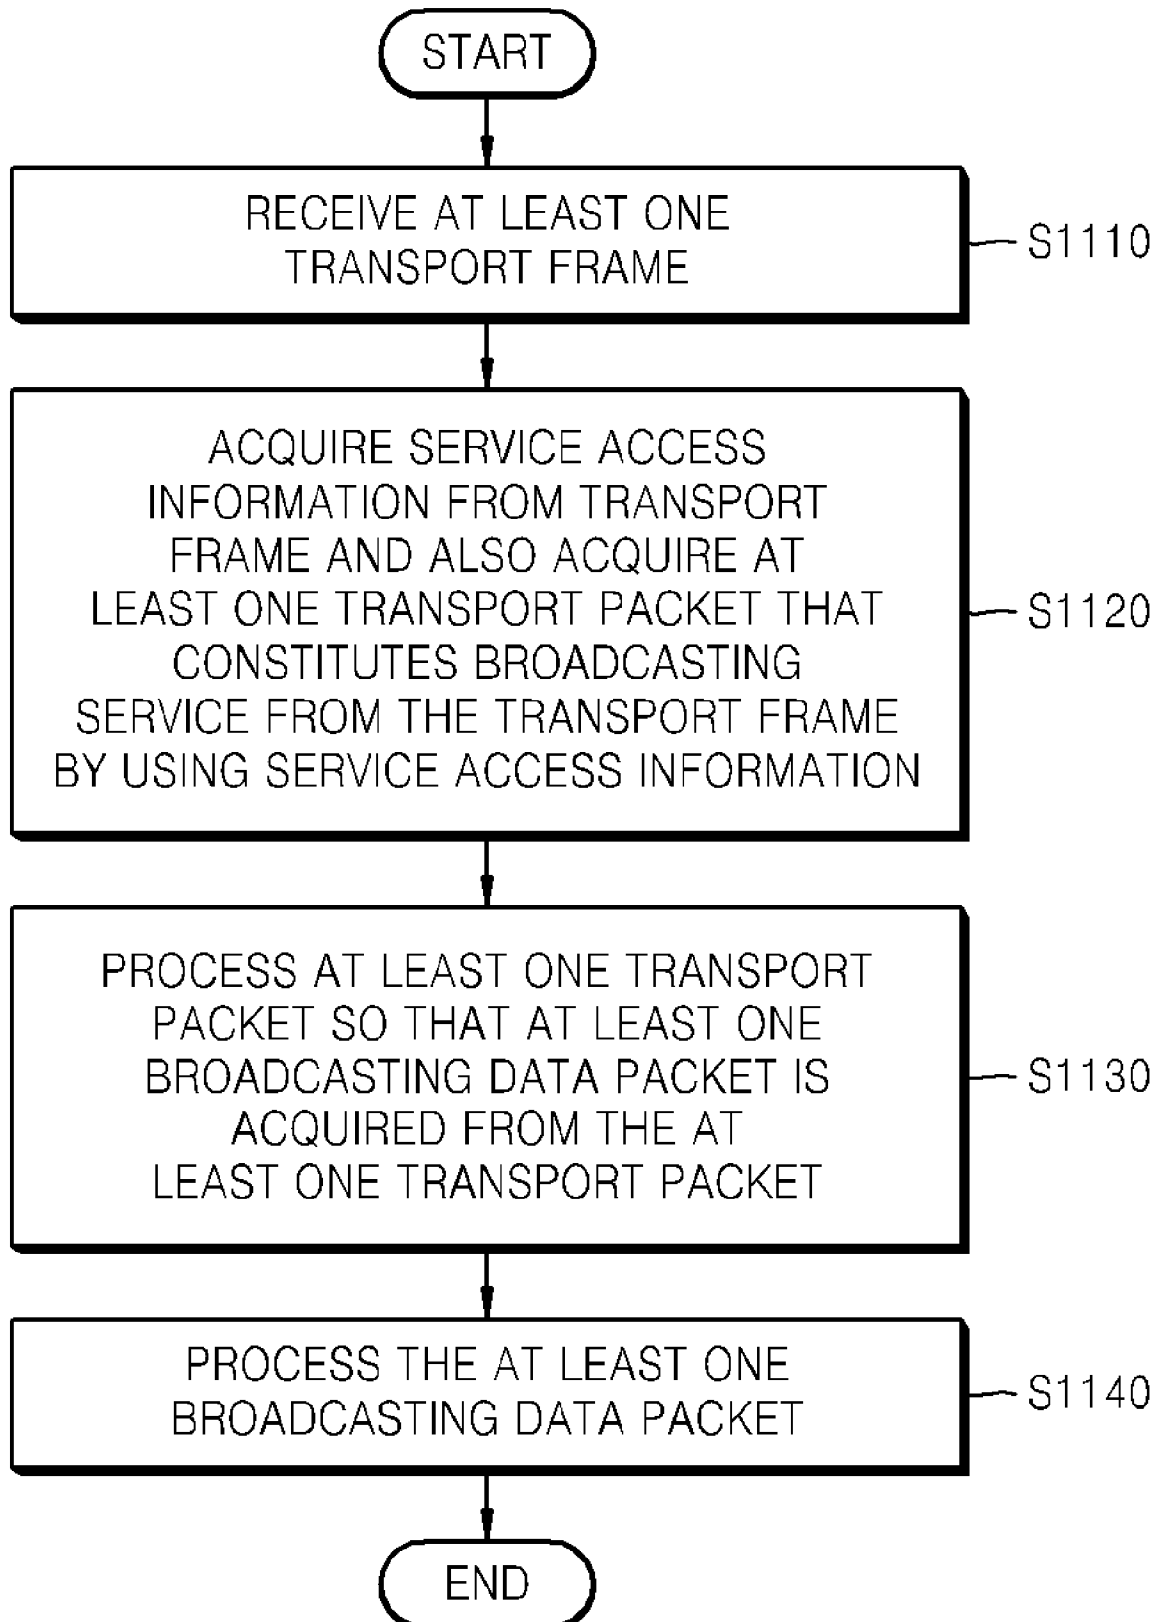 START
RECEIVE AT LEAST ONE
TRANSPORT FRAME
S1110
ACQUIRE SERVICE ACCESS
INFORMATION FROM TRANSPORT
FRAME AND ALSO ACQUIRE AT
LEAST ONE TRANSPORT PACKET THAT
CONSTITUTES BROADCASTING
SERVICE FROM THE TRANSPORT FRAME
BY USING SERVICE ACCESS INFORMATION
S1120
PROCESS AT LEAST ONE TRANSPORT
PACKET SO THAT AT LEAST ONE
BROADCASTING DATA PACKET IS
ACQUIRED FROM THE AT
LEAST ONE TRANSPORT PACKET
S1130
PROCESS THE AT LEAST ONE
BROADCASTING DATA PACKET
S1140
END